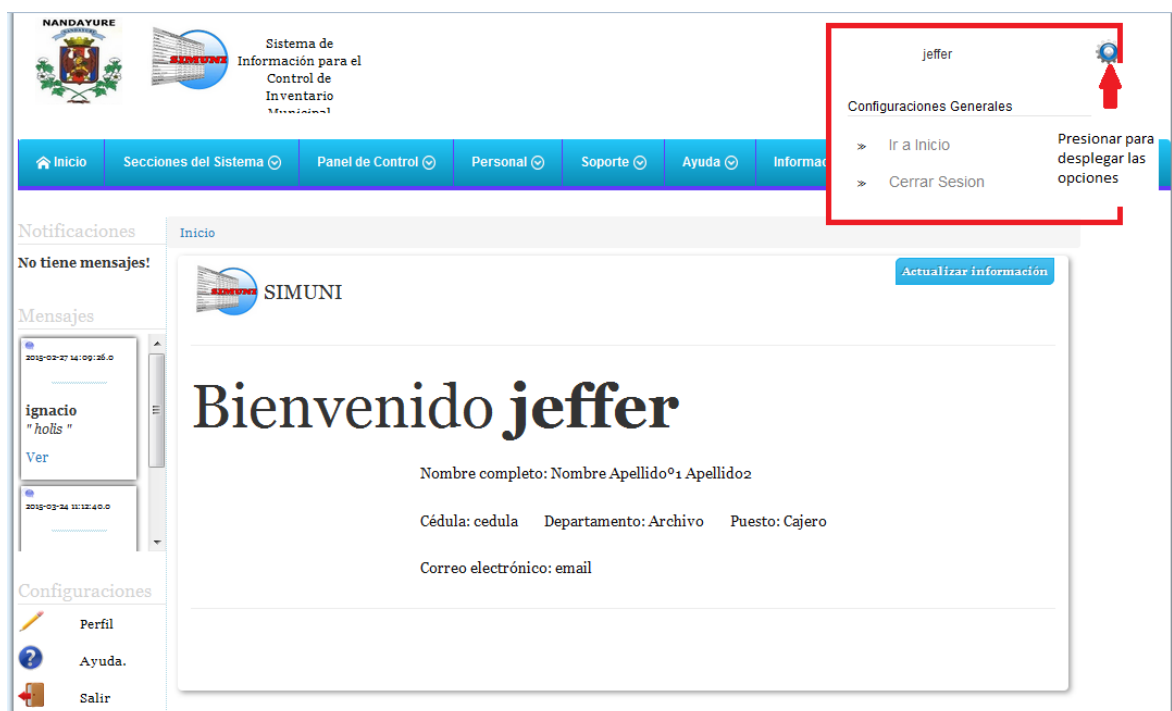 NANDAYURE
SIMUNI
Sistema de
Información para el
Control de
Inventario
Municipal
jeffer
Configuraciones Generales
» Ir a Inicio
» Cerrar Sesion
Presionar para
desplegar las
opciones
Inicio Secciones del Sistema Panel de Control Personal Soporte Ayuda Informac
Notificaciones
No tiene mensajes!
Mensajes
2015-02-27 14:09:26.0
ignacio
" holis "
Ver
2015-03-24 11:12:40.0
Configuraciones
Perfil
Ayuda.
Salir
Inicio
SIMUNI SIMUNI
Actualizar información
Bienvenido jeffer
Nombre completo: Nombre Apellidoº1 Apellido2
Cédula: cedula Departamento: Archivo Puesto: Cajero
Correo electrónico: email